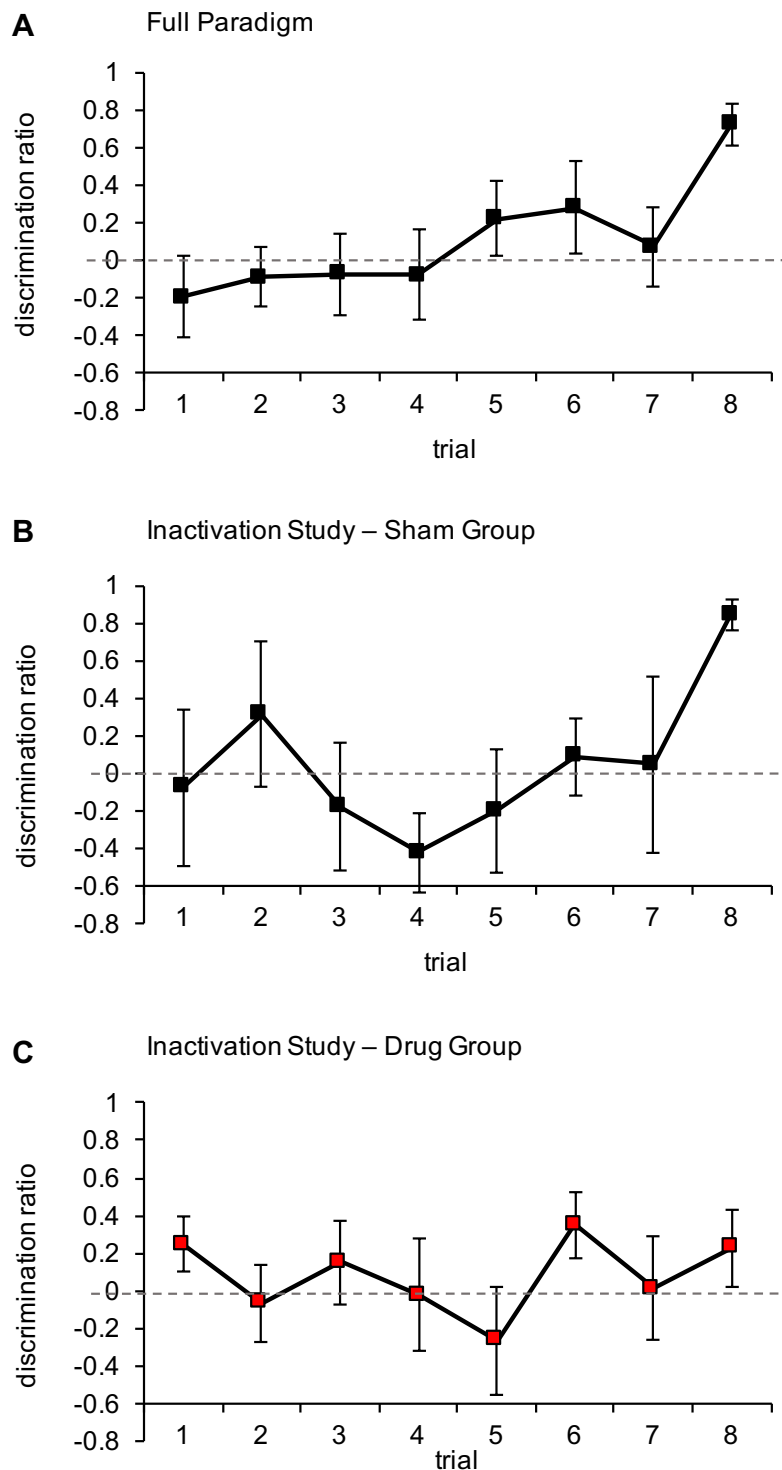 A
Full Paradigm
1
0.8
0.6
0.4
0.2
0
-0.2
-0.4
-0.6
-0.8
discrimination ratio
1 2 3 4 5 6 7 8
trial
B
Inactivation Study – Sham Group
1
0.8
0.6
0.4
0.2
0
-0.2
-0.4
-0.6
-0.8
discrimination ratio
1 2 3 4 5 6 7 8
trial
C
Inactivation Study – Drug Group
1
0.8
0.6
0.4
0.2
0
-0.2
-0.4
-0.6
-0.8
discrimination ratio
1 2 3 4 5 6 7 8
trial